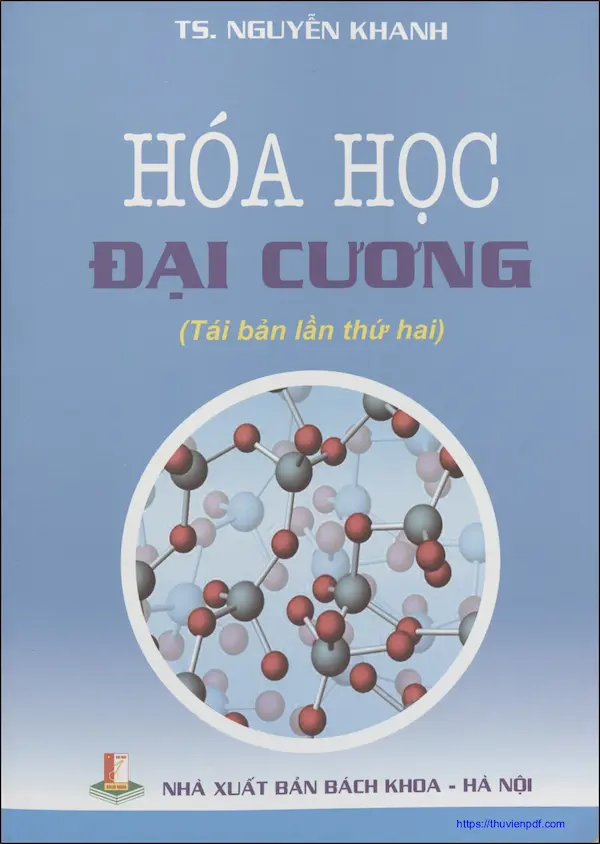 TS. NGUYỄN KHANH
HÓA HỌC
ĐẠI CƯƠNG
(Tái bản lần thứ hai)
NHÀ XUẤT BẢN BÁCH KHOA - HÀ NỘI
https://thuvienpdf.com